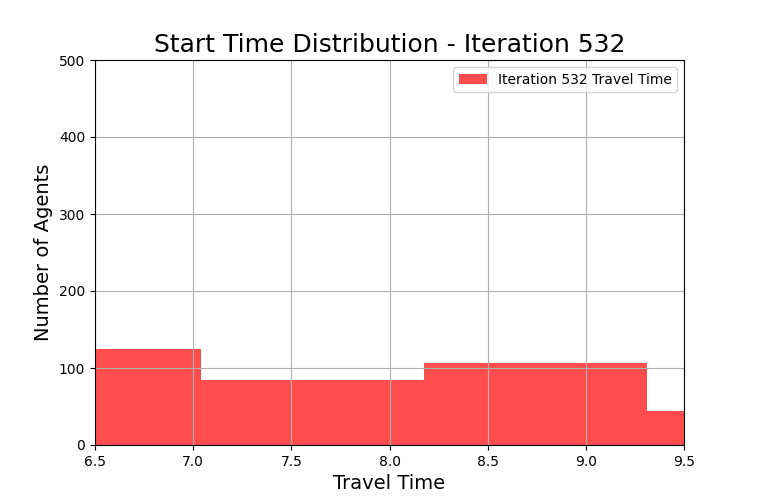 Start Time Distribution - Iteration 532
Iteration 532 Travel Time
Number of Agents
500
400
300
200
100
0
6.5 7.0 7.5 8.0 8.5 9.0 9.5
Travel Time